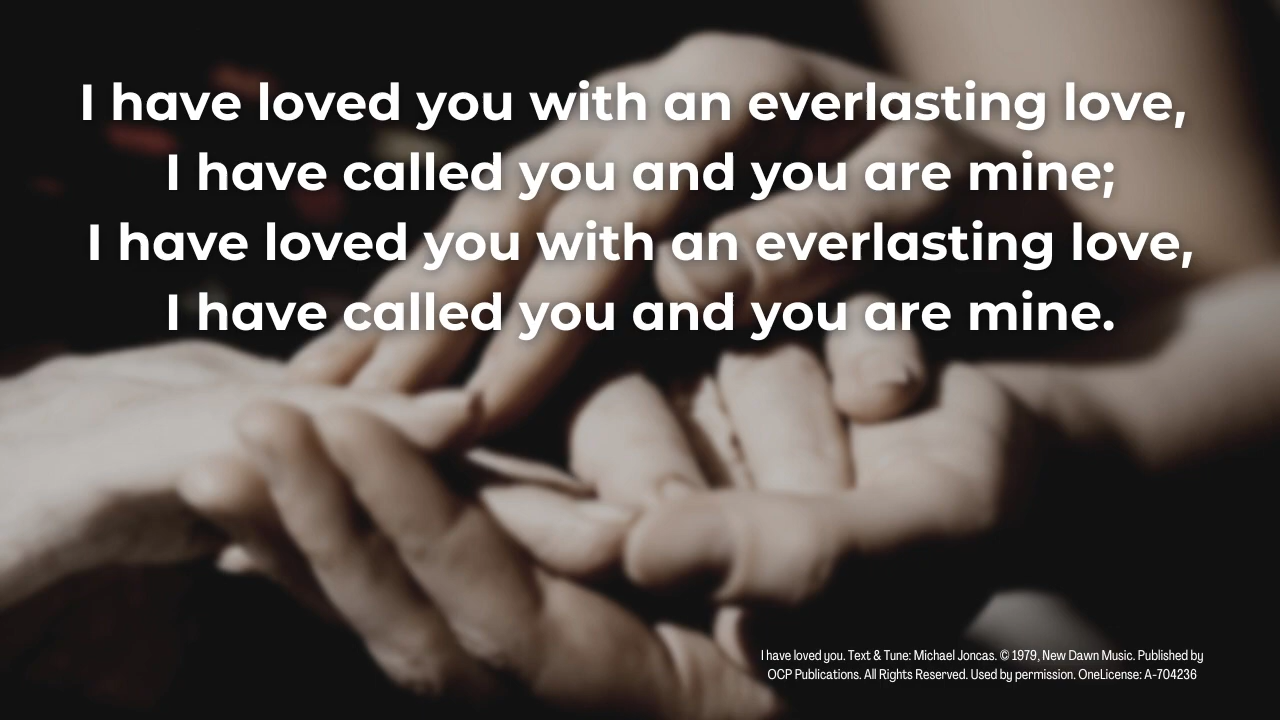 I have loved you with an everlasting love,
I have called you and you are mine;
I have loved you with an everlasting love,
I have called you and you are mine.
I have loved you. Text & Tune: Michael Joncas. © 1979, New Dawn Music. Published by
OCP Publications. All Rights Reserved. Used by permission. OneLicense: A-704236